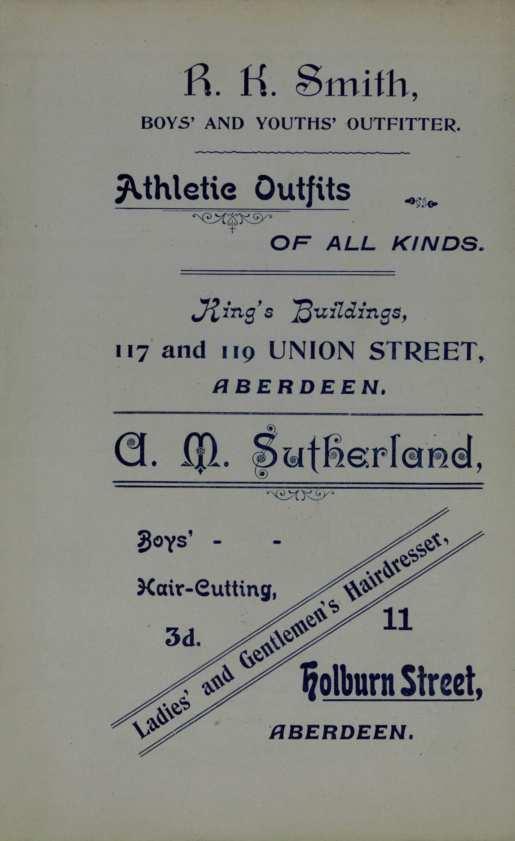 R. K. Smith,
BOYS' AND YOUTHS' OUTFITTER.
Athletic Outfits
OF ALL KINDS.
King's Buildings,
117 and 119 UNION STREET,
ABERDEEN.
A. M. Sutherland,
Boys' - -
Hair-Cutting,
3d.
Ladies' and Gentlemen's Hairdresser,
11
Holburn Street,
ABERDEEN.